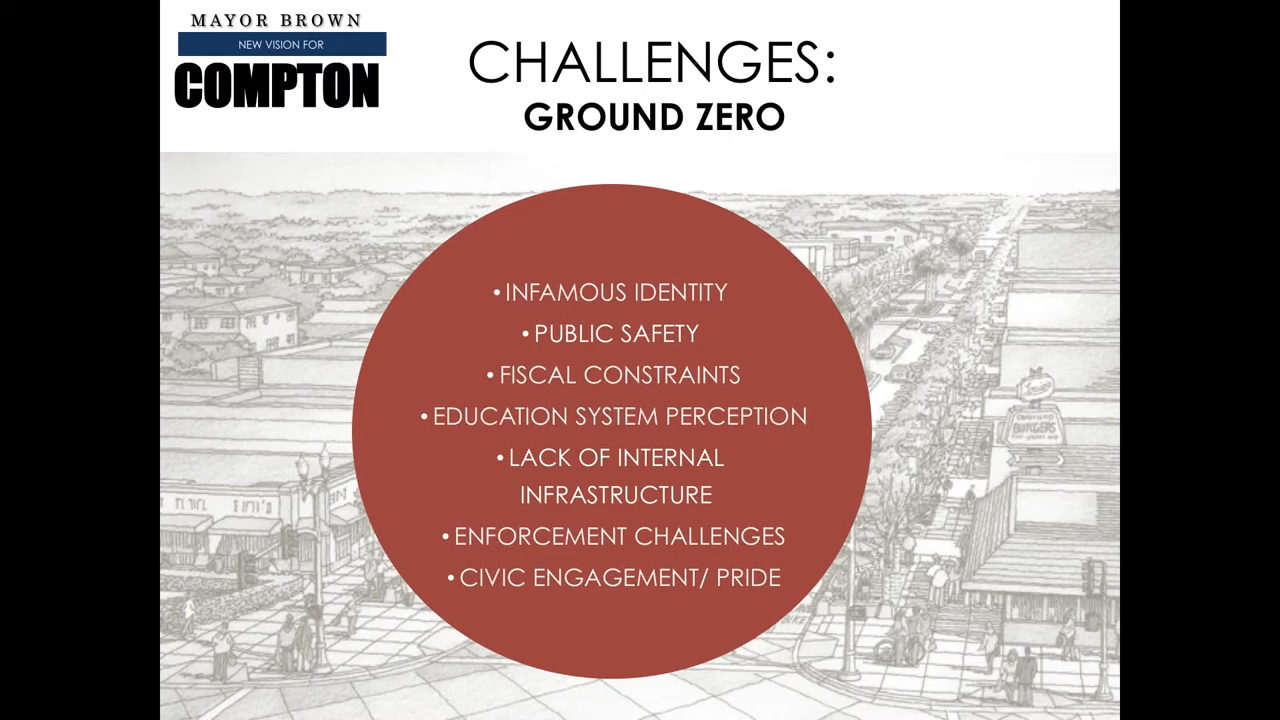 MAYOR BROWN
NEW VISION FOR
COMPTON
CHALLENGES:
GROUND ZERO
• INFAMOUS IDENTITY
• PUBLIC SAFETY
• FISCAL CONSTRAINTS
• EDUCATION SYSTEM PERCEPTION
• LACK OF INTERNAL
INFRASTRUCTURE
• ENFORCEMENT CHALLENGES
• CIVIC ENGAGEMENT/ PRIDE
BURGERS